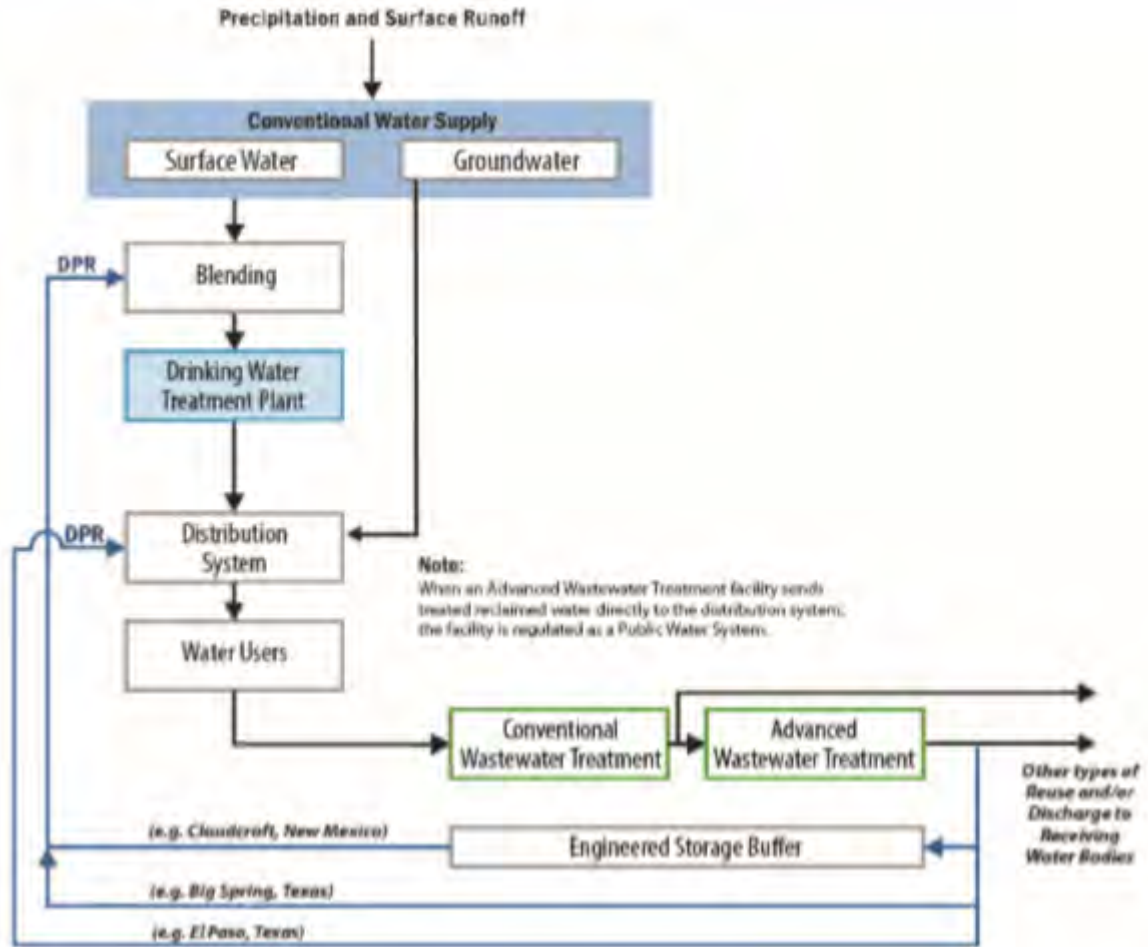 Precipitation and Surface Runoff
Conventional Water Supply
Surface Water
Groundwater
DPR
Blending
Drinking Water
Treatment Plant
DPR
Distribution
System
Note:
When an Advanced Wastewater Treatment facility sends
treated reclaimed water directly to the distribution system,
the facility is regulated as a Public Water System.
Water Users
Conventional
Wastewater Treatment
Advanced
Wastewater Treatment
Other types of
Reuse and/or
Discharge to
Receiving
Water Bodies
(e.g. Cloudcroft, New Mexico)
Engineered Storage Buffer
(e.g. Big Spring, Texas)
(e.g. El Paso, Texas)